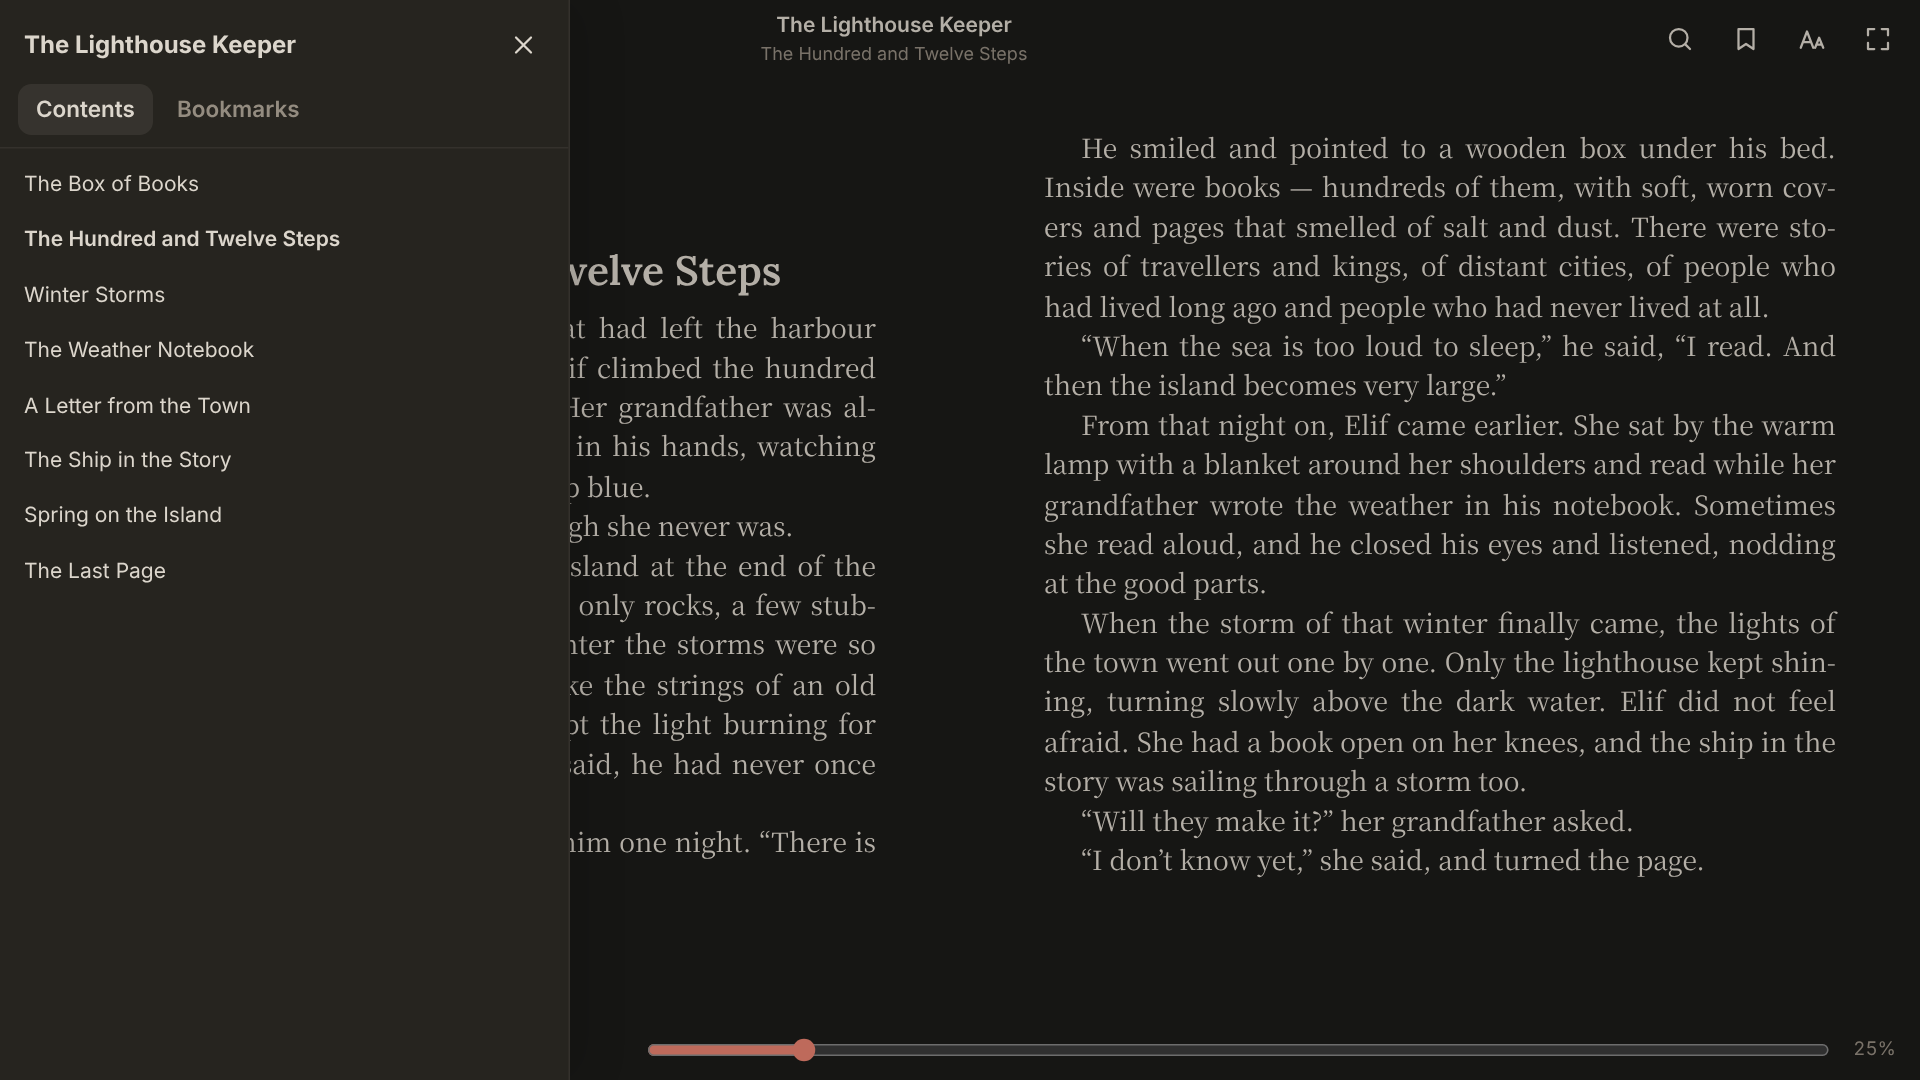 The Lighthouse Keeper
Contents
Bookmarks
The Box of Books
The Hundred and Twelve Steps
Winter Storms
The Weather Notebook
A Letter from the Town
The Ship in the Story
Spring on the Island
The Last Page
The Lighthouse Keeper
The Hundred and Twelve Steps
AA
velve Steps
at had left the harbour
if climbed the hundred
Her grandfather was al-
in his hands, watching
p blue.
gh she never was.
sland at the end of the
only rocks, a few stub-
nter the storms were so
ke the strings of an old
pt the light burning for
said, he had never once
him one night. “There is
He smiled and pointed to a wooden box under his bed.
Inside were books — hundreds of them, with soft, worn cov-
ers and pages that smelled of salt and dust. There were sto-
ries of travellers and kings, of distant cities, of people who
had lived long ago and people who had never lived at all.
“When the sea is too loud to sleep,” he said, “I read. And
then the island becomes very large.”
From that night on, Elif came earlier. She sat by the warm
lamp with a blanket around her shoulders and read while her
grandfather wrote the weather in his notebook. Sometimes
she read aloud, and he closed his eyes and listened, nodding
at the good parts.
When the storm of that winter finally came, the lights of
the town went out one by one. Only the lighthouse kept shin-
ing, turning slowly above the dark water. Elif did not feel
afraid. She had a book open on her knees, and the ship in the
story was sailing through a storm too.
“Will they make it?” her grandfather asked.
“I don’t know yet,” she said, and turned the page.
25%